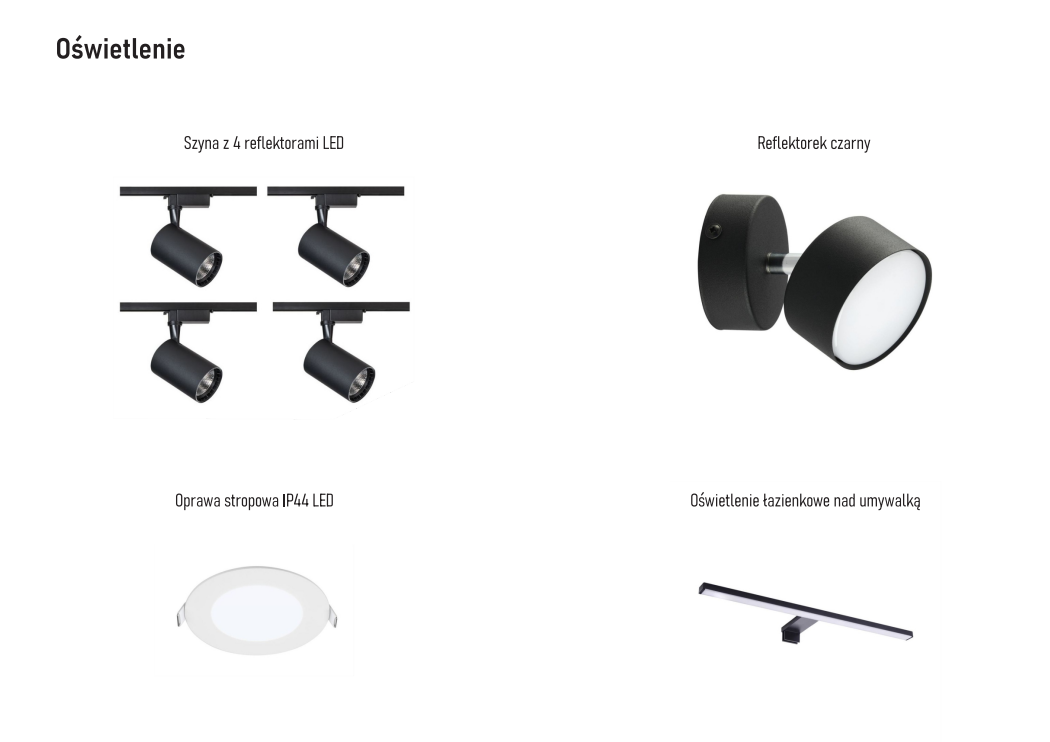 Oświetlenie
Szyna z 4 reflektorami LED
Reflektorek czarny
Oprawa stropowa IP44 LED
Oświetlenie łazienkowe nad umywalką